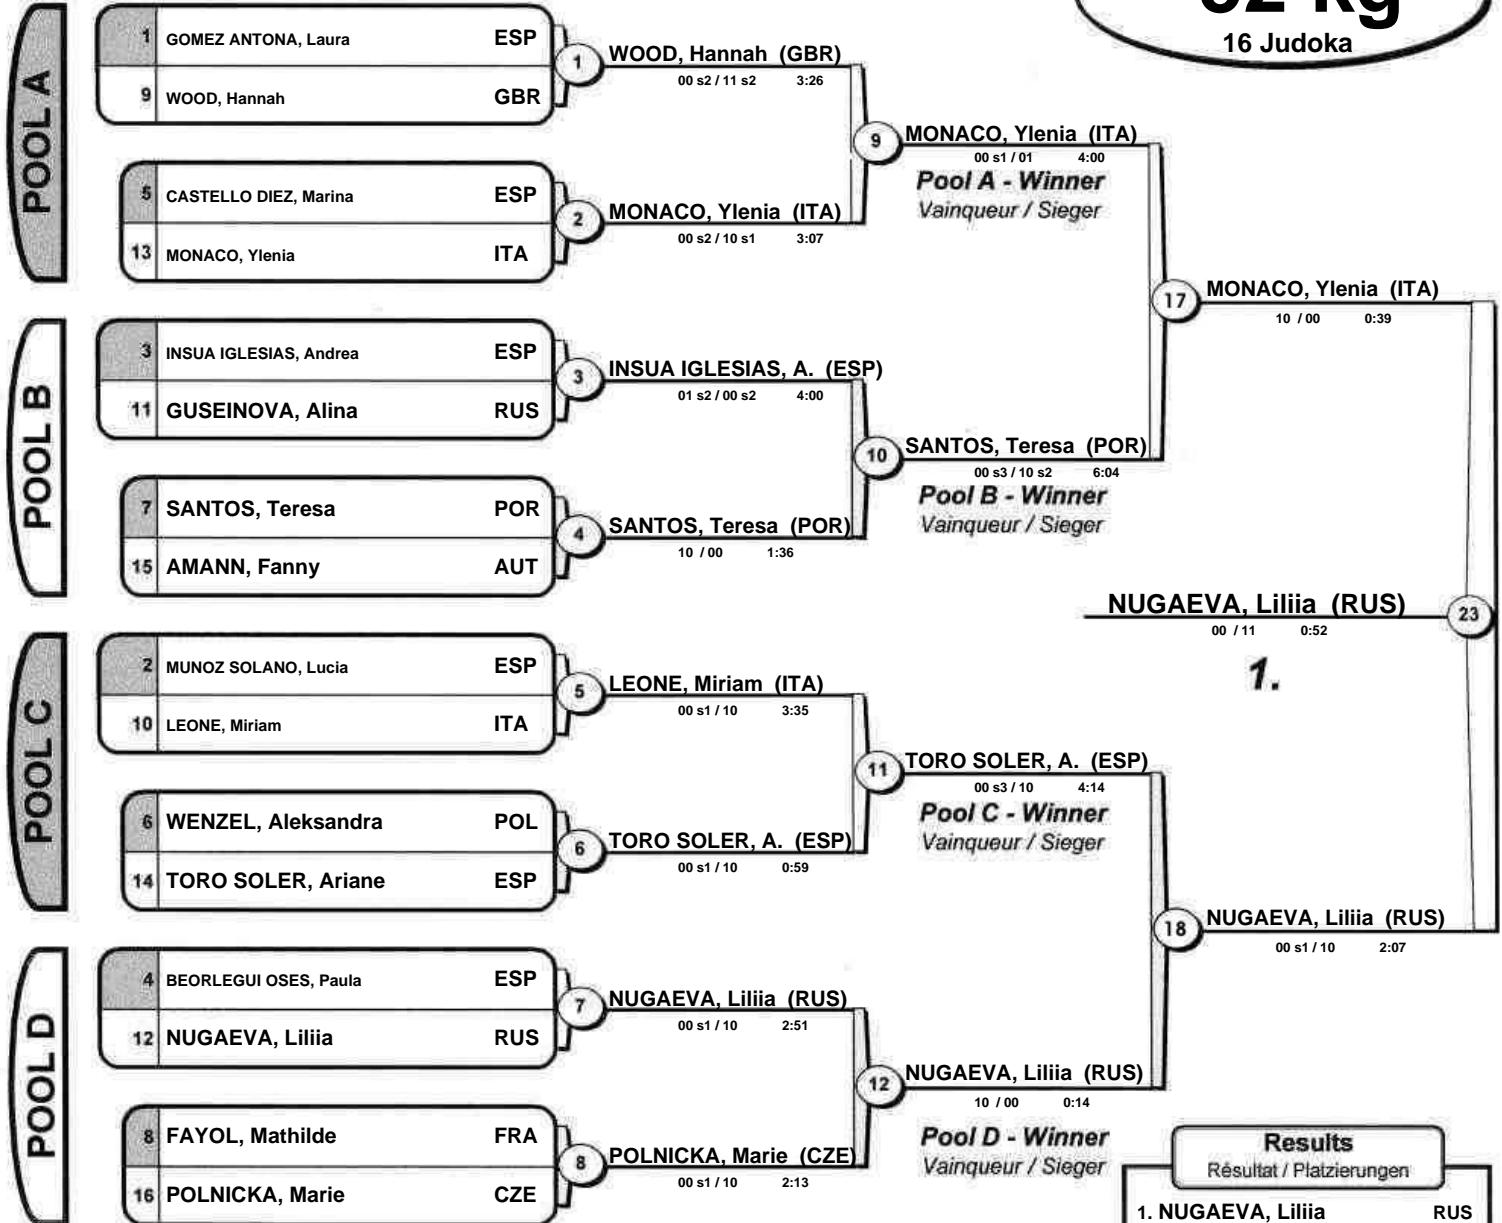 16 Judoka
POOL A
1 GOMEZ ANTONA, Laura ESP
9 WOOD, Hannah GBR
1
WOOD, Hannah (GBR)
00 s2 / 11 s2 3:26
5 CASTELLO DIEZ, Marina ESP
13 MONACO, Ylenia ITA
2
MONACO, Ylenia (ITA)
00 s2 / 10 s1 3:07
9
MONACO, Ylenia (ITA)
00 s1 / 01 4:00
Pool A - Winner
Vainqueur / Sieger
POOL B
3 INSUA IGLESIAS, Andrea ESP
11 GUSEINOVA, Alina RUS
3
INSUA IGLESIAS, A. (ESP)
01 s2 / 00 s2 4:00
7 SANTOS, Teresa POR
15 AMANN, Fanny AUT
4
SANTOS, Teresa (POR)
10 / 00 1:36
10
SANTOS, Teresa (POR)
00 s3 / 10 s2 6:04
Pool B - Winner
Vainqueur / Sieger
17
MONACO, Ylenia (ITA)
10 / 00 0:39
NUGAEVA, Liliia (RUS)
00 / 11 0:52
23
1.
POOL C
2 MUNOZ SOLANO, Lucia ESP
10 LEONE, Miriam ITA
5
LEONE, Miriam (ITA)
00 s1 / 10 3:35
6 WENZEL, Aleksandra POL
14 TORO SOLER, Ariane ESP
6
TORO SOLER, A. (ESP)
00 s1 / 10 0:59
11
TORO SOLER, A. (ESP)
00 s3 / 10 4:14
Pool C - Winner
Vainqueur / Sieger
POOL D
4 BEORLEGUI OSES, Paula ESP
12 NUGAEVA, Liliia RUS
7
NUGAEVA, Liliia (RUS)
00 s1 / 10 2:51
8 FAYOL, Mathilde FRA
16 POLNICKA, Marie CZE
8
POLNICKA, Marie (CZE)
00 s1 / 10 2:13
12
NUGAEVA, Liliia (RUS)
10 / 00 0:14
Pool D - Winner
Vainqueur / Sieger
18
NUGAEVA, Liliia (RUS)
00 s1 / 10 2:07
Results
Résultat / Platzierungen
1. NUGAEVA, Liliia RUS